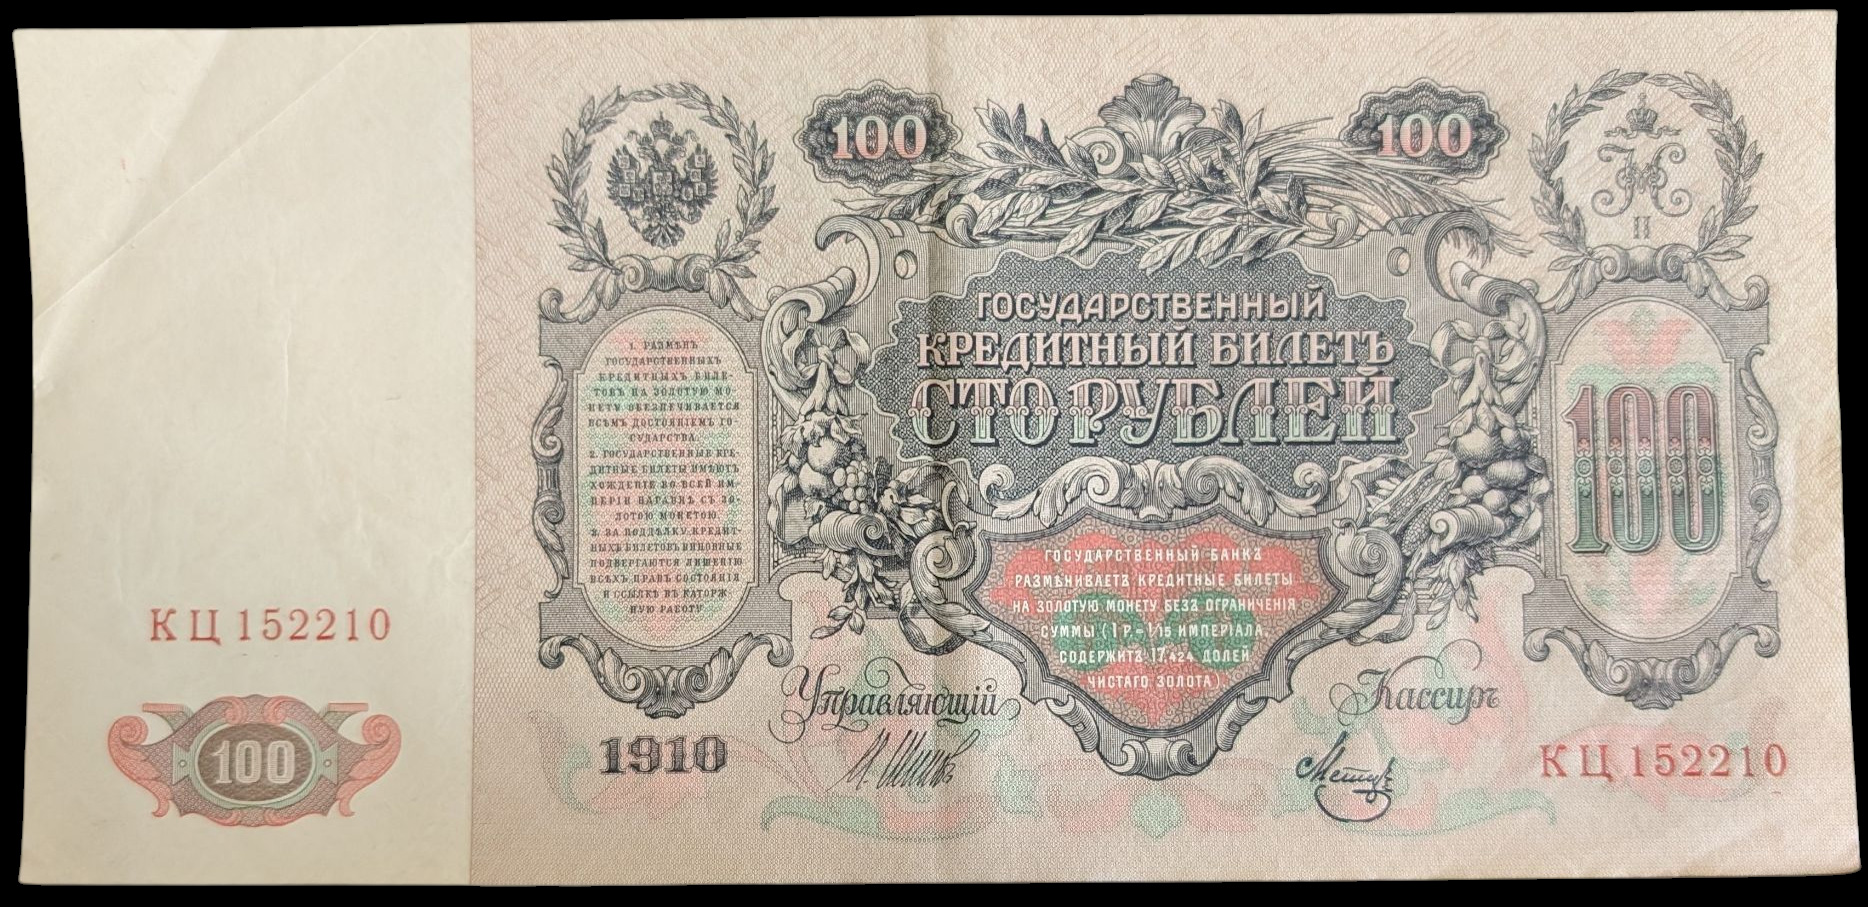 100
100
II
ГОСУДАРСТВЕННЫЙ
КРЕДИТНЫЙ БИЛЕТЪ
СТО РУБЛЕЙ
1. РАЗМѢНЪ
ГОСУДАРСТВЕННЫХЪ
КРЕДИТНЫХЪ БИЛЕ-
ТОВЪ НА ЗОЛОТУЮ МО-
НЕТУ ОБЕЗПЕЧИВАЕТСЯ
ВСѢМЪ ДОСТОЯНІЕМЪ ГО-
СУДАРСТВА.
2. ГОСУДАРСТВЕННЫЕ КРЕ-
ДИТНЫЕ БИЛЕТЫ ИМѢЮТЪ
ХОЖДЕНІЕ ВО ВСЕЙ ИМ-
ПЕРІИ НАРАВНѢ СЪ ЗО-
ЛОТОЮ МОНЕТОЮ.
3. ЗА ПОДДѢЛКУ КРЕДИТ-
НЫХЪ БИЛЕТОВЪ ВИНОВНЫЕ
ПОДВЕРГАЮТСЯ ЛИШЕНІЮ
ВСѢХЪ ПРАВЪ СОСТОЯНІЯ
И ССЫЛКѢ ВЪ КАТОРЖ-
НУЮ РАБОТУ
100
ГОСУДАРСТВЕННЫЙ БАНКЪ
РАЗМѢНИВАЕТЪ КРЕДИТНЫЕ БИЛЕТЫ
НА ЗОЛОТУЮ МОНЕТУ БЕЗЪ ОГРАНИЧЕНІЯ
СУММЫ (1 Р.=1/15 ИМПЕРІАЛА,
СОДЕРЖИТЪ 17,424 ДОЛЕЙ
ЧИСТАГО ЗОЛОТА).
КЦ 152210
Управляющій
Кассиръ
1910
КЦ 152210
100